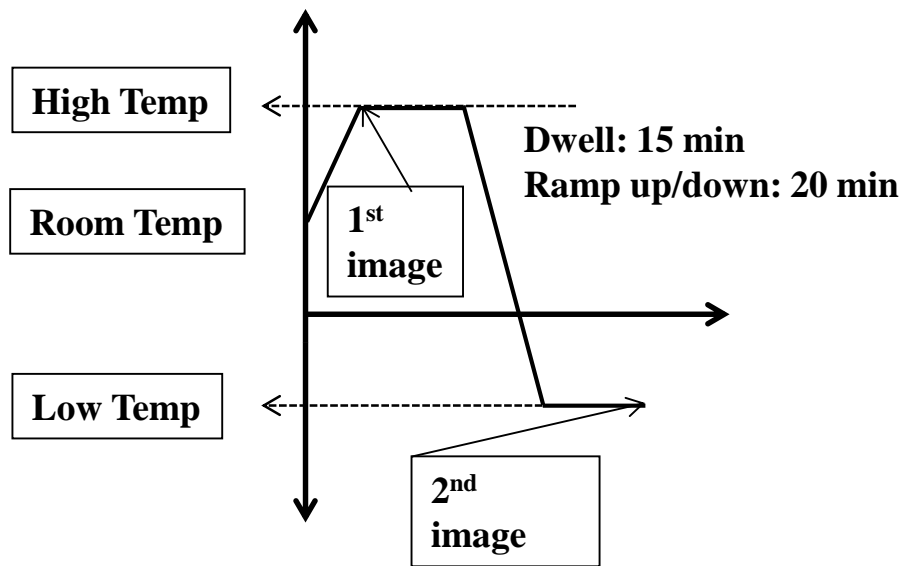 High Temp
Dwell: 15 min
Ramp up/down: 20 min
Room Temp
1st
image
Low Temp
2nd
image